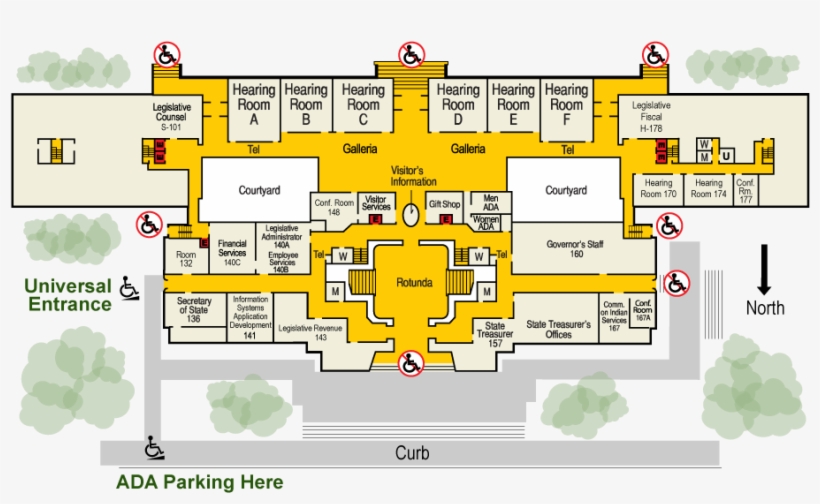 Legislative
Counsel
S-101
Hearing
Room
A
Hearing
Room
B
Hearing
Room
C
Hearing
Room
D
Hearing
Room
E
Hearing
Room
F
Legislative
Fiscal
H-178
Tel
Galleria
Galleria
Tel
W
M
U
E
E
E
E
Visitor's
Information
Courtyard
Courtyard
Hearing
Room 170
Hearing
Room 174
Conf.
Rm.
177
Conf. Room
148
Visitor
Services
E
Gift Shop
E
Men
ADA
Women
ADA
Room
132
E
Financial
Services
140C
Legislative
Administrator
140A
Employee
Services
140B
Tel
W
W
Tel
Governor's Staff
160
Universal
Entrance
M
Rotunda
M
North
Secretary
of State
136
Information
Systems
Application
Development
141
Legislative Revenue
143
State
Treasurer
157
State Treasurer's
Offices
Comm.
on Indian
Services
167
Conf.
Room
167A
Curb
ADA Parking Here